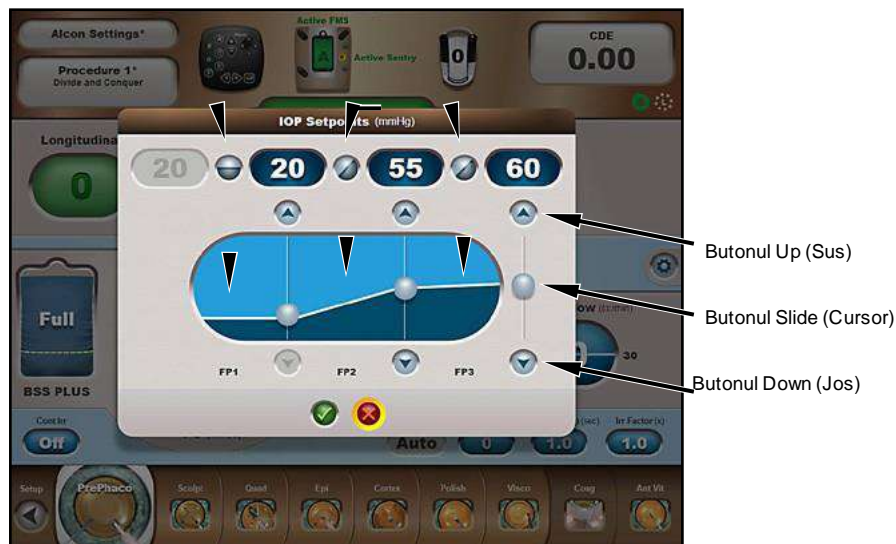 Active FMS
Alcon Settings*
A
Active Sentry
0
CDE
0.00
Procedure 1*
Divide and Conquer
IOP Setpoints (mmHg)
Longitudina
0
20
20
55
60
Butonul Up (Sus)
Butonul Slide (Cursor)
Butonul Down (Jos)
Full
BSS PLUS
30
FP1
FP2
FP3
Cont Irr
Off
Auto
0
1.0
1.0
(sec)
Irr Factor (x)
Setup
PrePhaco
Sculpt
Quad
Epi
Cortex
Polish
Visco
Coag
Ant Vit